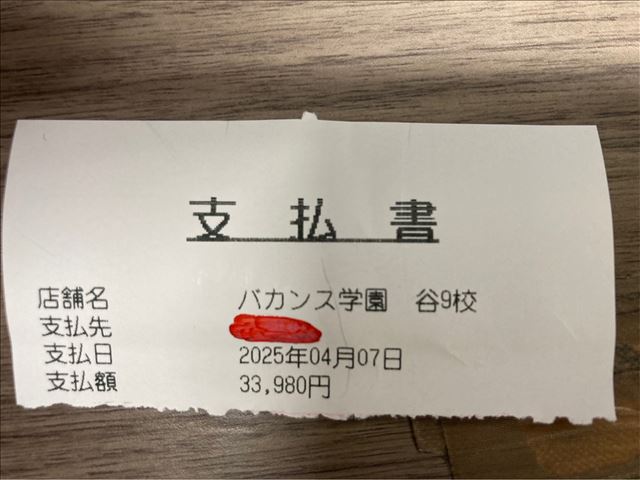 支払書
店舗名 バカンス学園 谷9校
支払先
支払日 2025年04月07日
支払額 33,980円